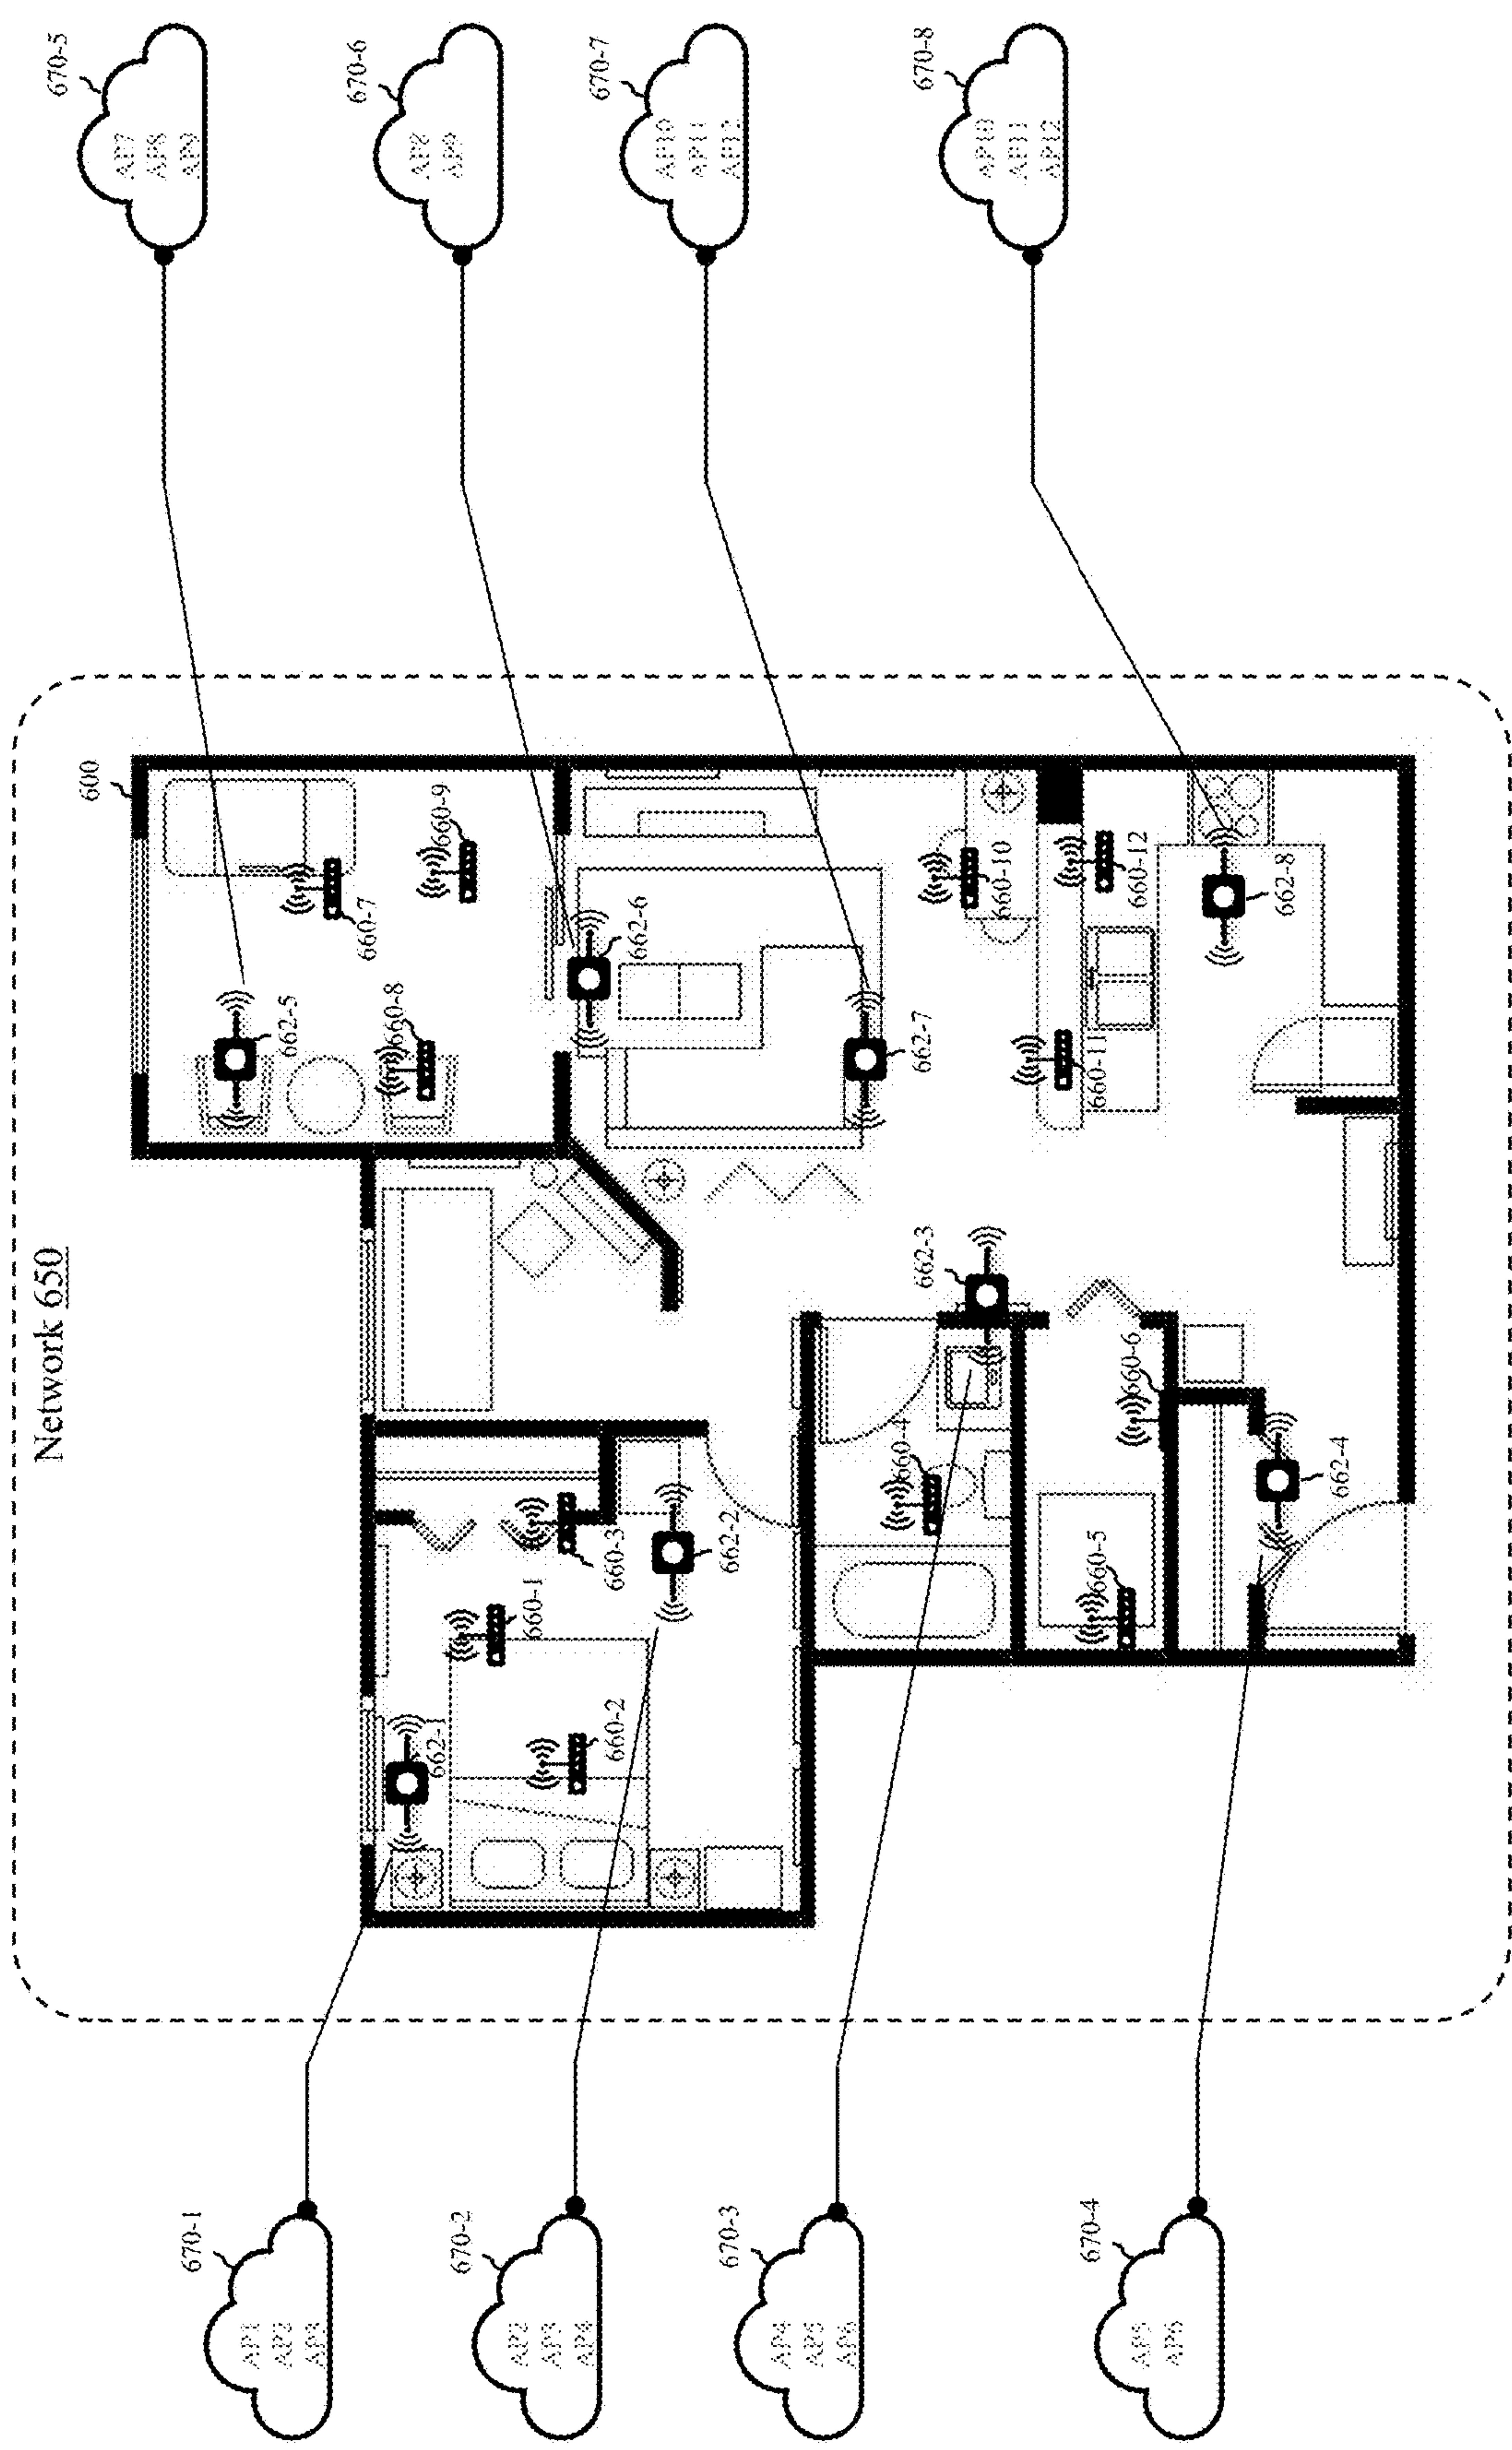 Network 650
600
670-1
AP1
AP2
AP3
670-2
AP2
AP3
AP4
670-3
AP4
AP5
AP6
670-4
AP5
AP6
670-5
AP7
AP8
AP9
670-6
AP8
AP9
670-7
AP10
AP11
AP12
670-8
AP10
AP11
AP12
662-1
660-1
660-2
660-3
662-2
660-4
662-3
660-5
660-6
662-4
662-5
660-7
660-8
660-9
662-6
662-7
660-10
660-11
660-12
662-8